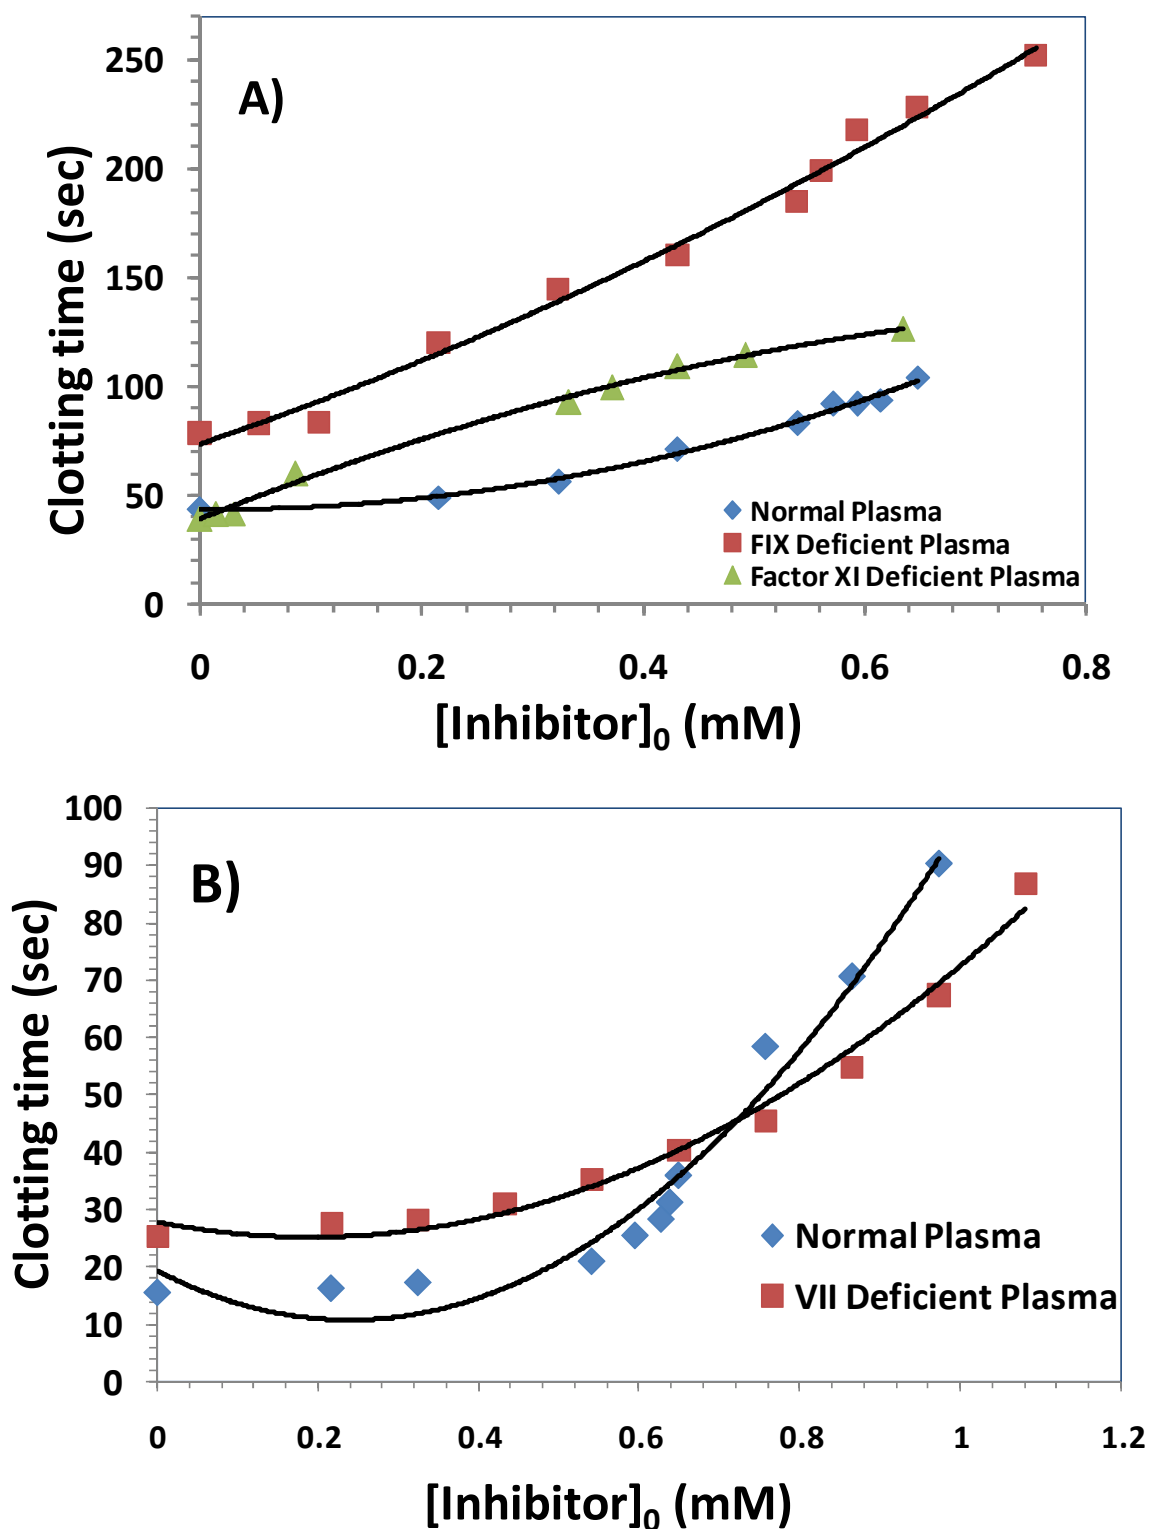 A)
Clotting time (sec)
250
200
150
100
50
0
Normal Plasma
FIX Deficient Plasma
Factor XI Deficient Plasma
0 0.2 0.4 0.6 0.8
[Inhibitor]0 (mM)
B)
Clotting time (sec)
100
90
80
70
60
50
40
30
20
10
0
Normal Plasma
VII Deficient Plasma
0 0.2 0.4 0.6 0.8 1 1.2
[Inhibitor]0 (mM)